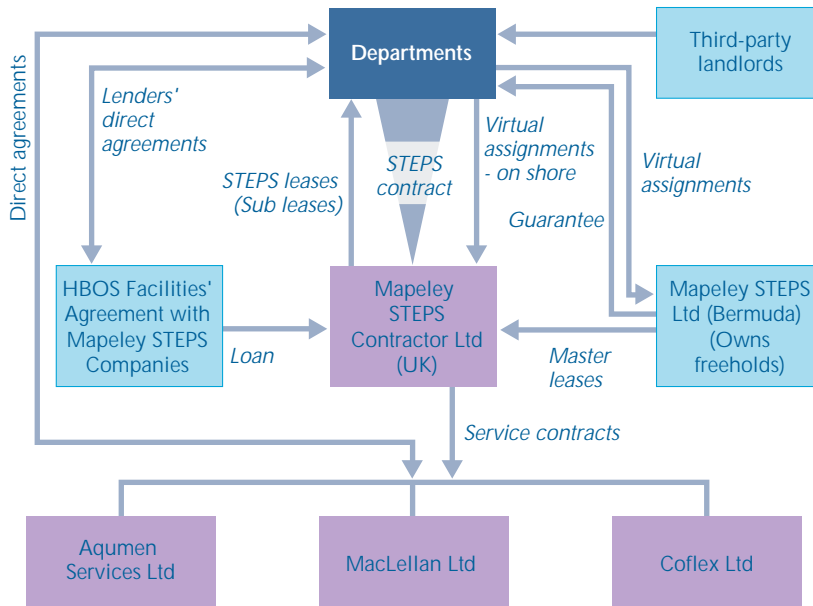 Departments
Third-party
landlords
Direct agreements
Lenders'
direct
agreements
STEPS leases
(Sub leases)
STEPS
contract
Virtual
assignments
- on shore
Guarantee
Virtual
assignments
HBOS Facilities'
Agreement with
Mapeley STEPS
Companies
Loan
Mapeley
STEPS
Contractor Ltd
(UK)
Master
leases
Mapeley STEPS
Ltd (Bermuda)
(Owns
freeholds)
Service contracts
Aqumen
Services Ltd
MacLellan Ltd
Coflex Ltd